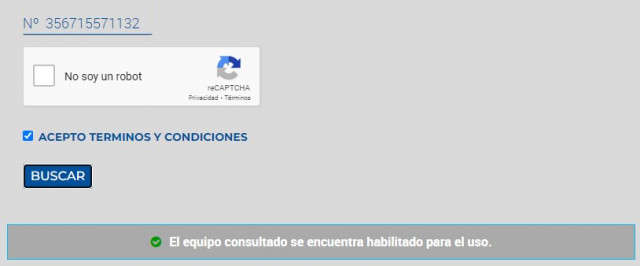 Nº 356715571132
No soy un robot
reCAPTCHA
Privacidad - Términos
ACEPTO TERMINOS Y CONDICIONES
BUSCAR
El equipo consultado se encuentra habilitado para el uso.